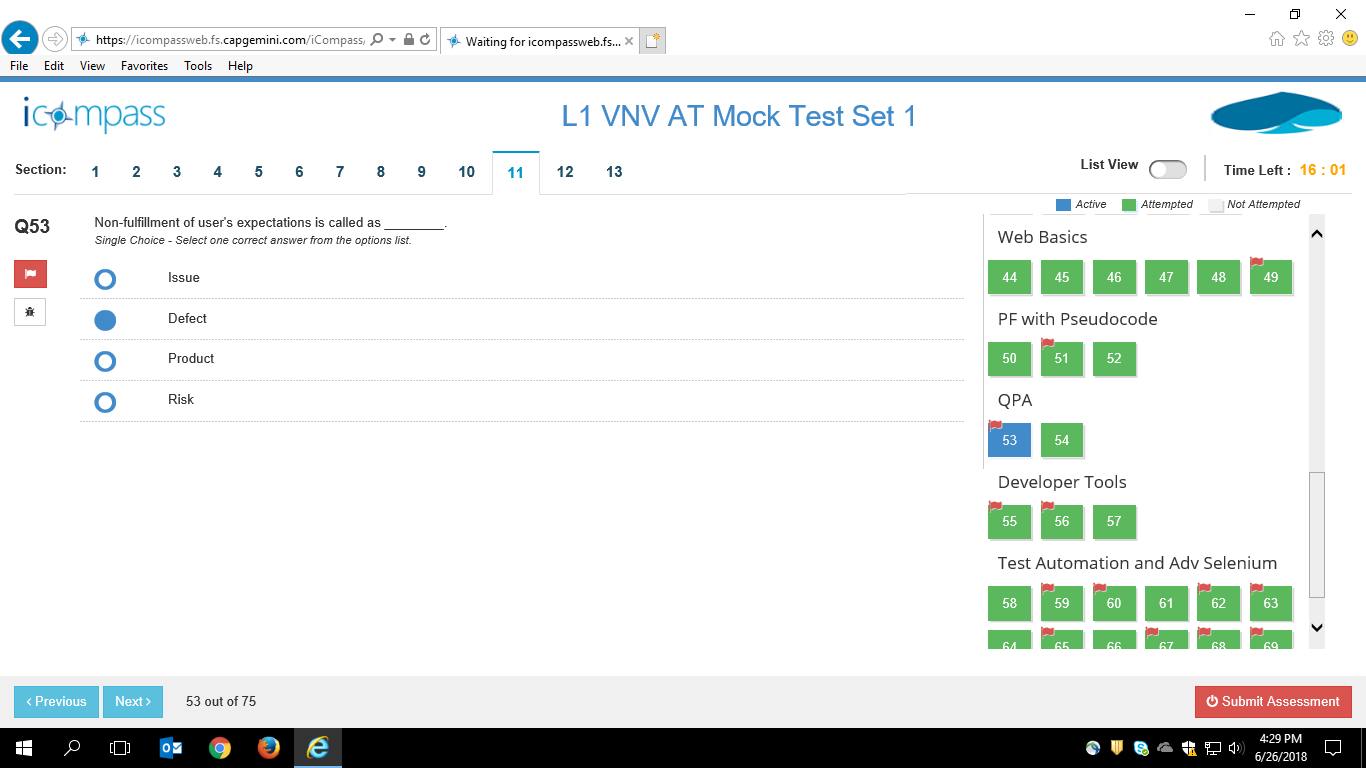 https://icompassweb.fs.capgemini.com/iCompass/
Waiting for icompassweb.fs...
File Edit View Favorites Tools Help
icompass
L1 VNV AT Mock Test Set 1
Section: 1 2 3 4 5 6 7 8 9 10 11 12 13
List View
Time Left : 16 : 01
Active Attempted Not Attempted
Q53
Non-fulfillment of user's expectations is called as ________.
Single Choice - Select one correct answer from the options list.
Issue
Defect
Product
Risk
Web Basics
44 45 46 47 48 49
PF with Pseudocode
50 51 52
QPA
53 54
Developer Tools
55 56 57
Test Automation and Adv Selenium
58 59 60 61 62 63
64 65 66 67 68 69
< Previous Next > 53 out of 75
Submit Assessment
4:29 PM
6/26/2018